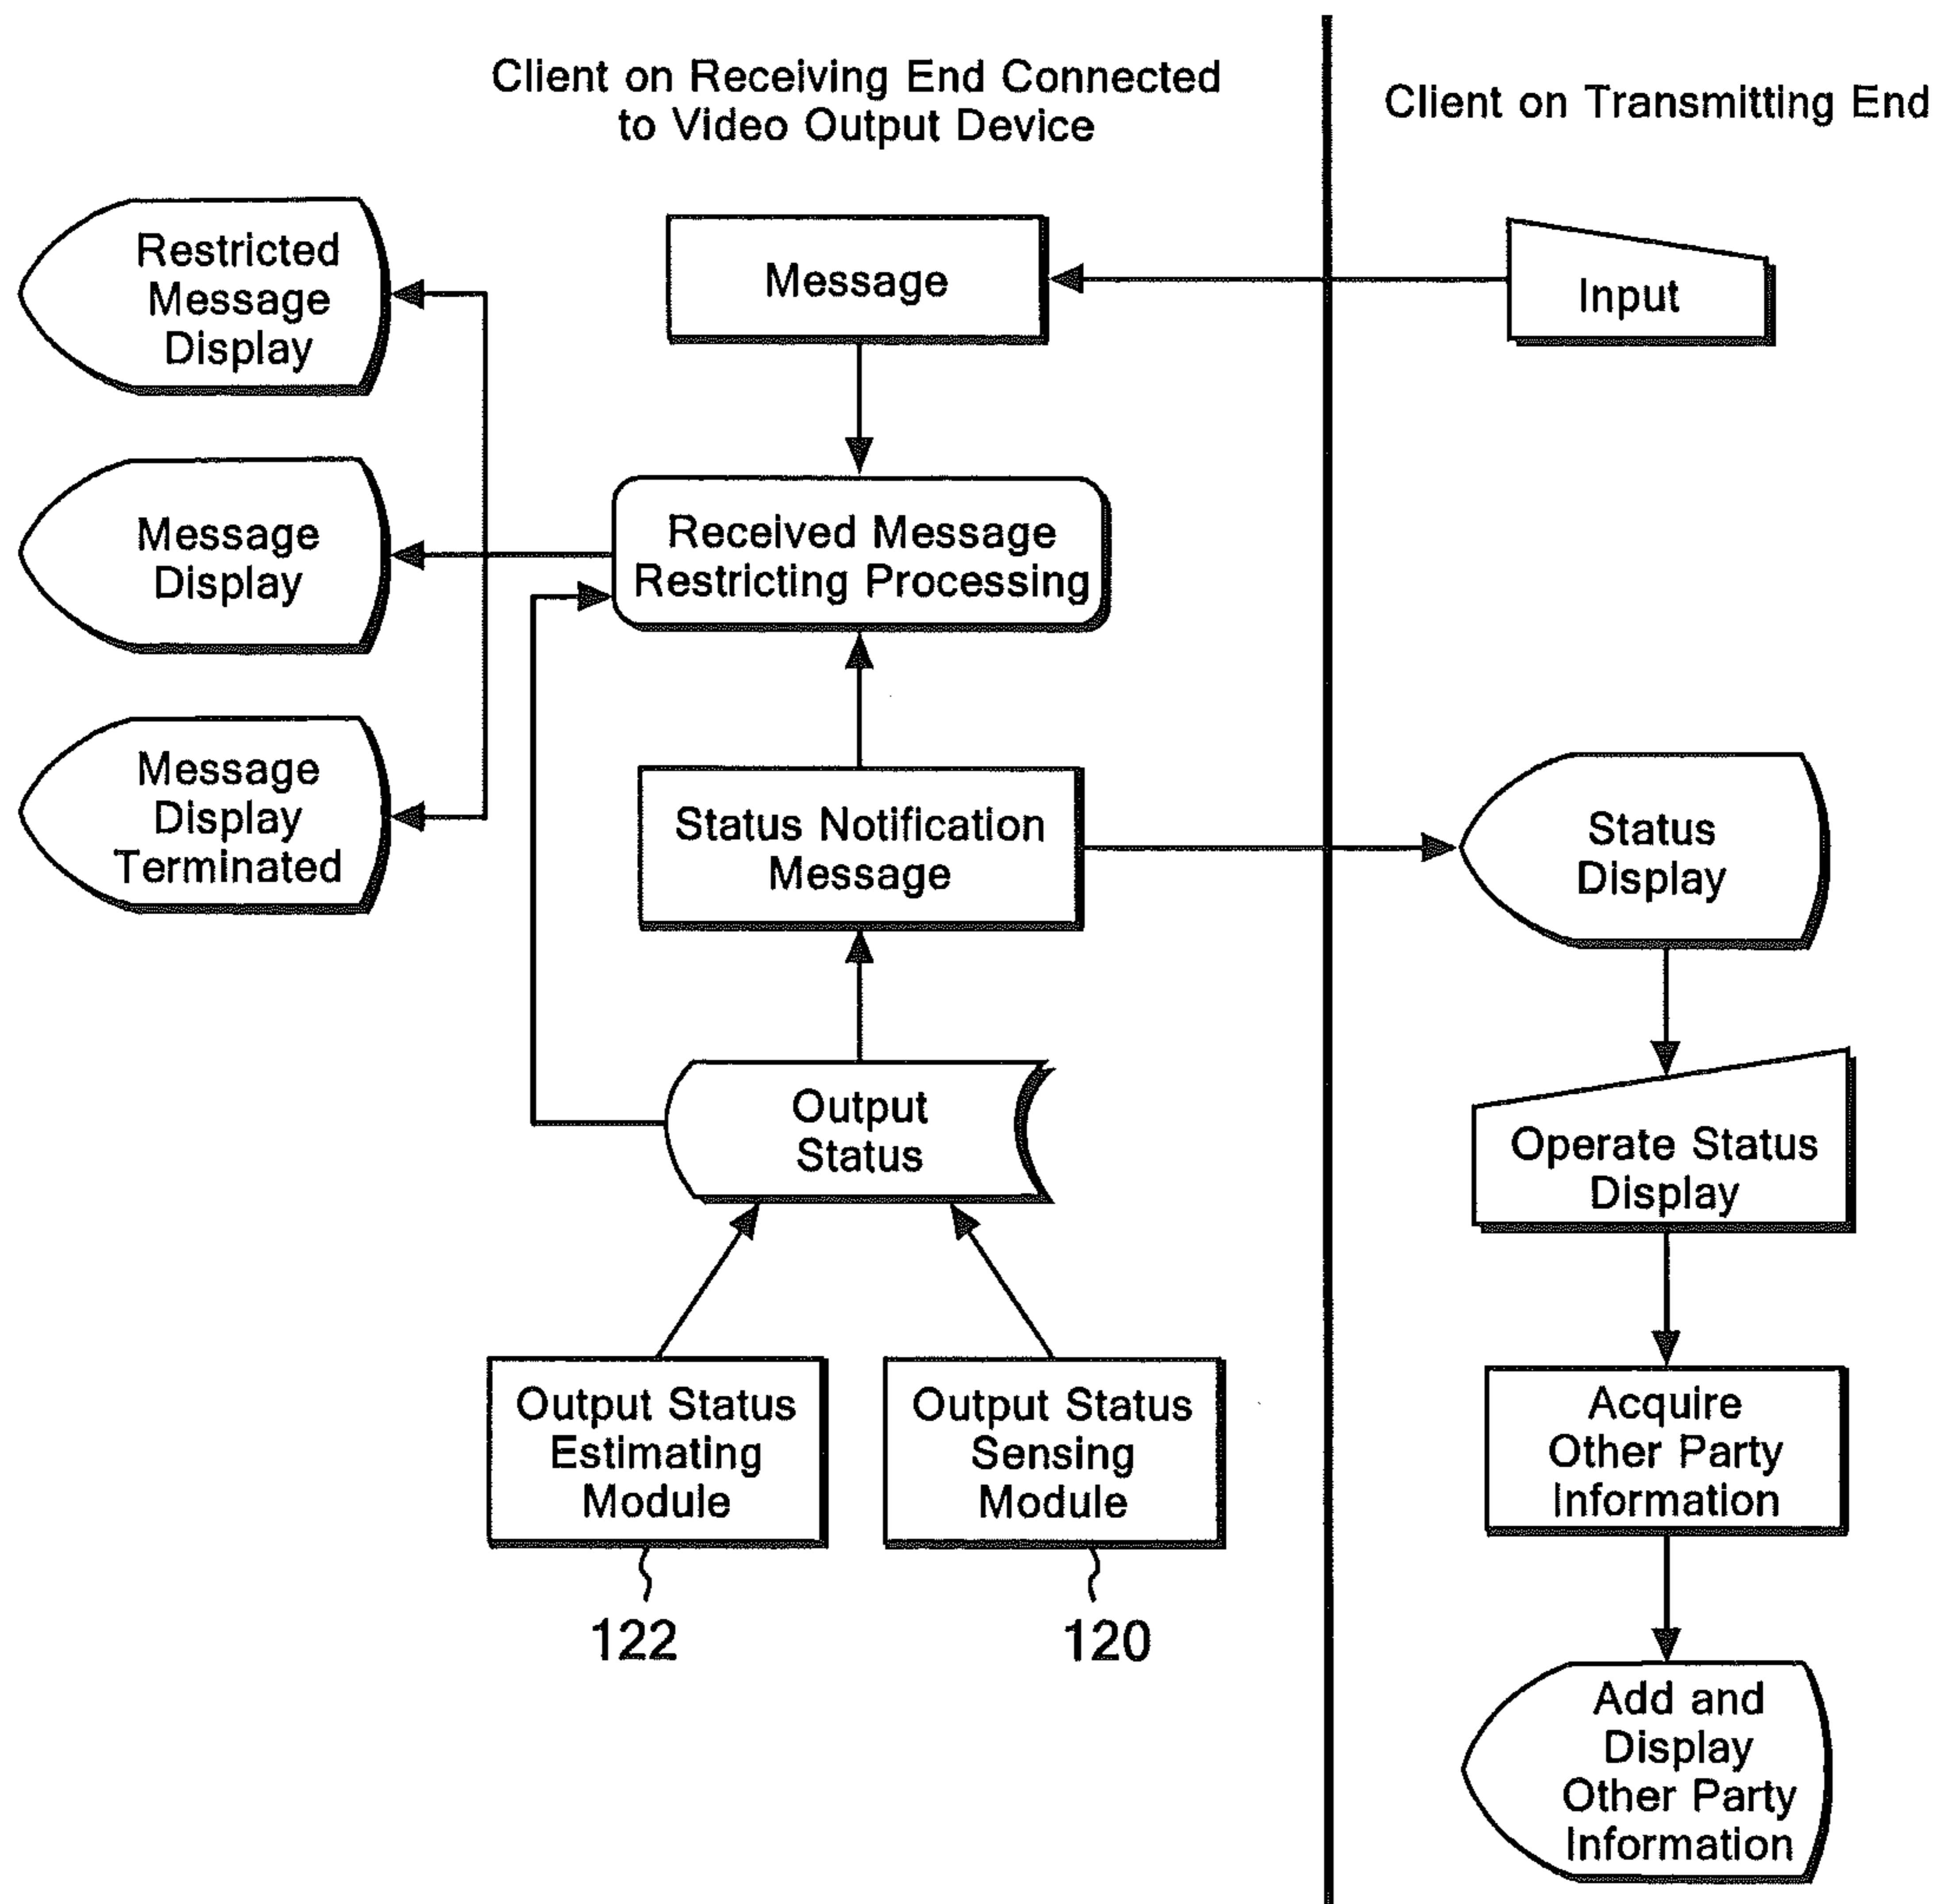 Client on Receiving End Connected
to Video Output Device
Client on Transmitting End
Restricted
Message
Display
Message
Input
Message
Display
Received Message
Restricting Processing
Message
Display
Terminated
Status Notification
Message
Status
Display
Output
Status
Operate Status
Display
Output Status
Estimating
Module
Output Status
Sensing
Module
Acquire
Other Party
Information
122
120
Add and
Display
Other Party
Information